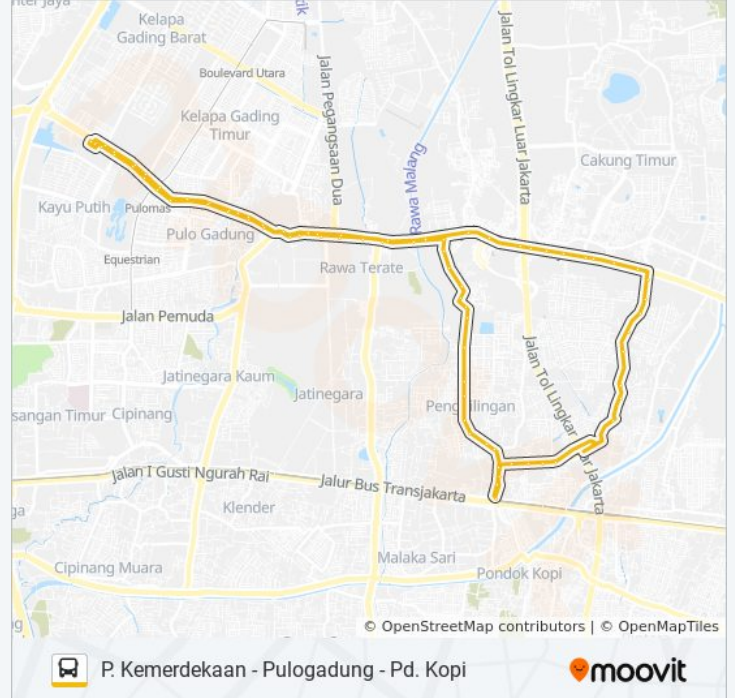 Kelapa
Gading Barat
Boulevard Utara
Jalan Pegangsaan Dua
Jalan Tol Lingkar Luar Jakarta
Kelapa Gading
Timur
Rawa Malang
Cakung Timur
Kayu Putih
Pulomas
Pulo Gadung
Equestrian
Rawa Terate
Jalan Pemuda
Jatinegara Kaum
Jatinegara
Jalan Tol Lingkar
ar Jakarta
Cipinang
Jalan I Gusti Ngurah Rai
Jalur Bus Transjakarta
Klender
Cipinang Muara
Malaka Sari
Pondok Kopi
© OpenStreetMap contributors | © OpenMapTiles
P. Kemerdekaan - Pulogadung - Pd. Kopi
moovit